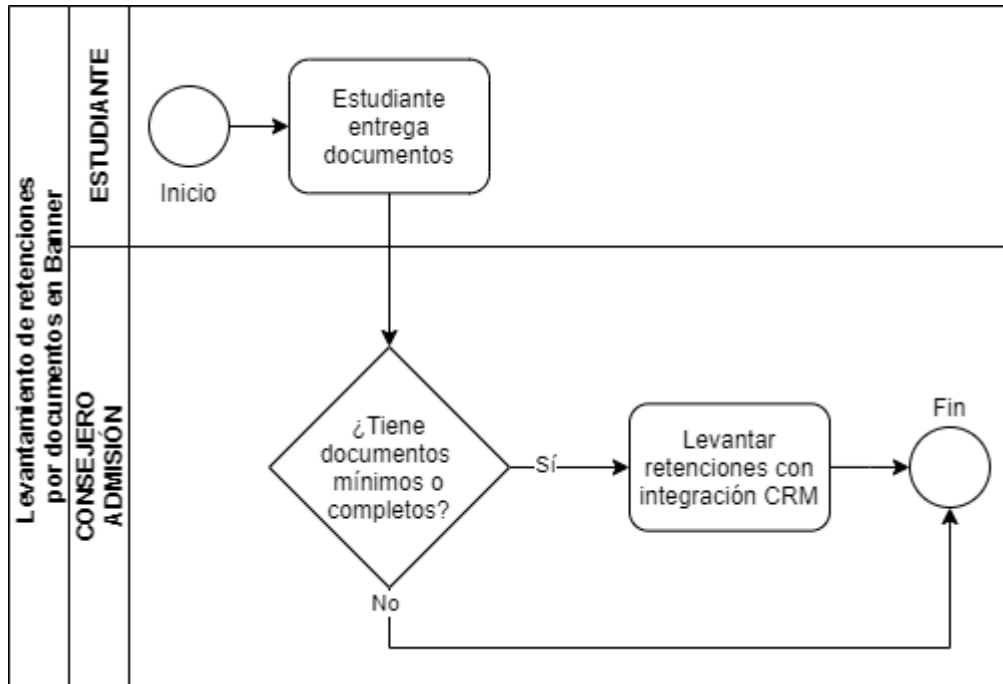 Levantamiento de retenciones
por documentos en Banner
ESTUDIANTE
Inicio
Estudiante
entrega
documentos
CONSEJERO
ADMISIÓN
¿Tiene
documentos
mínimos o
completos?
Sí
No
Levantar
retenciones con
integración CRM
Fin